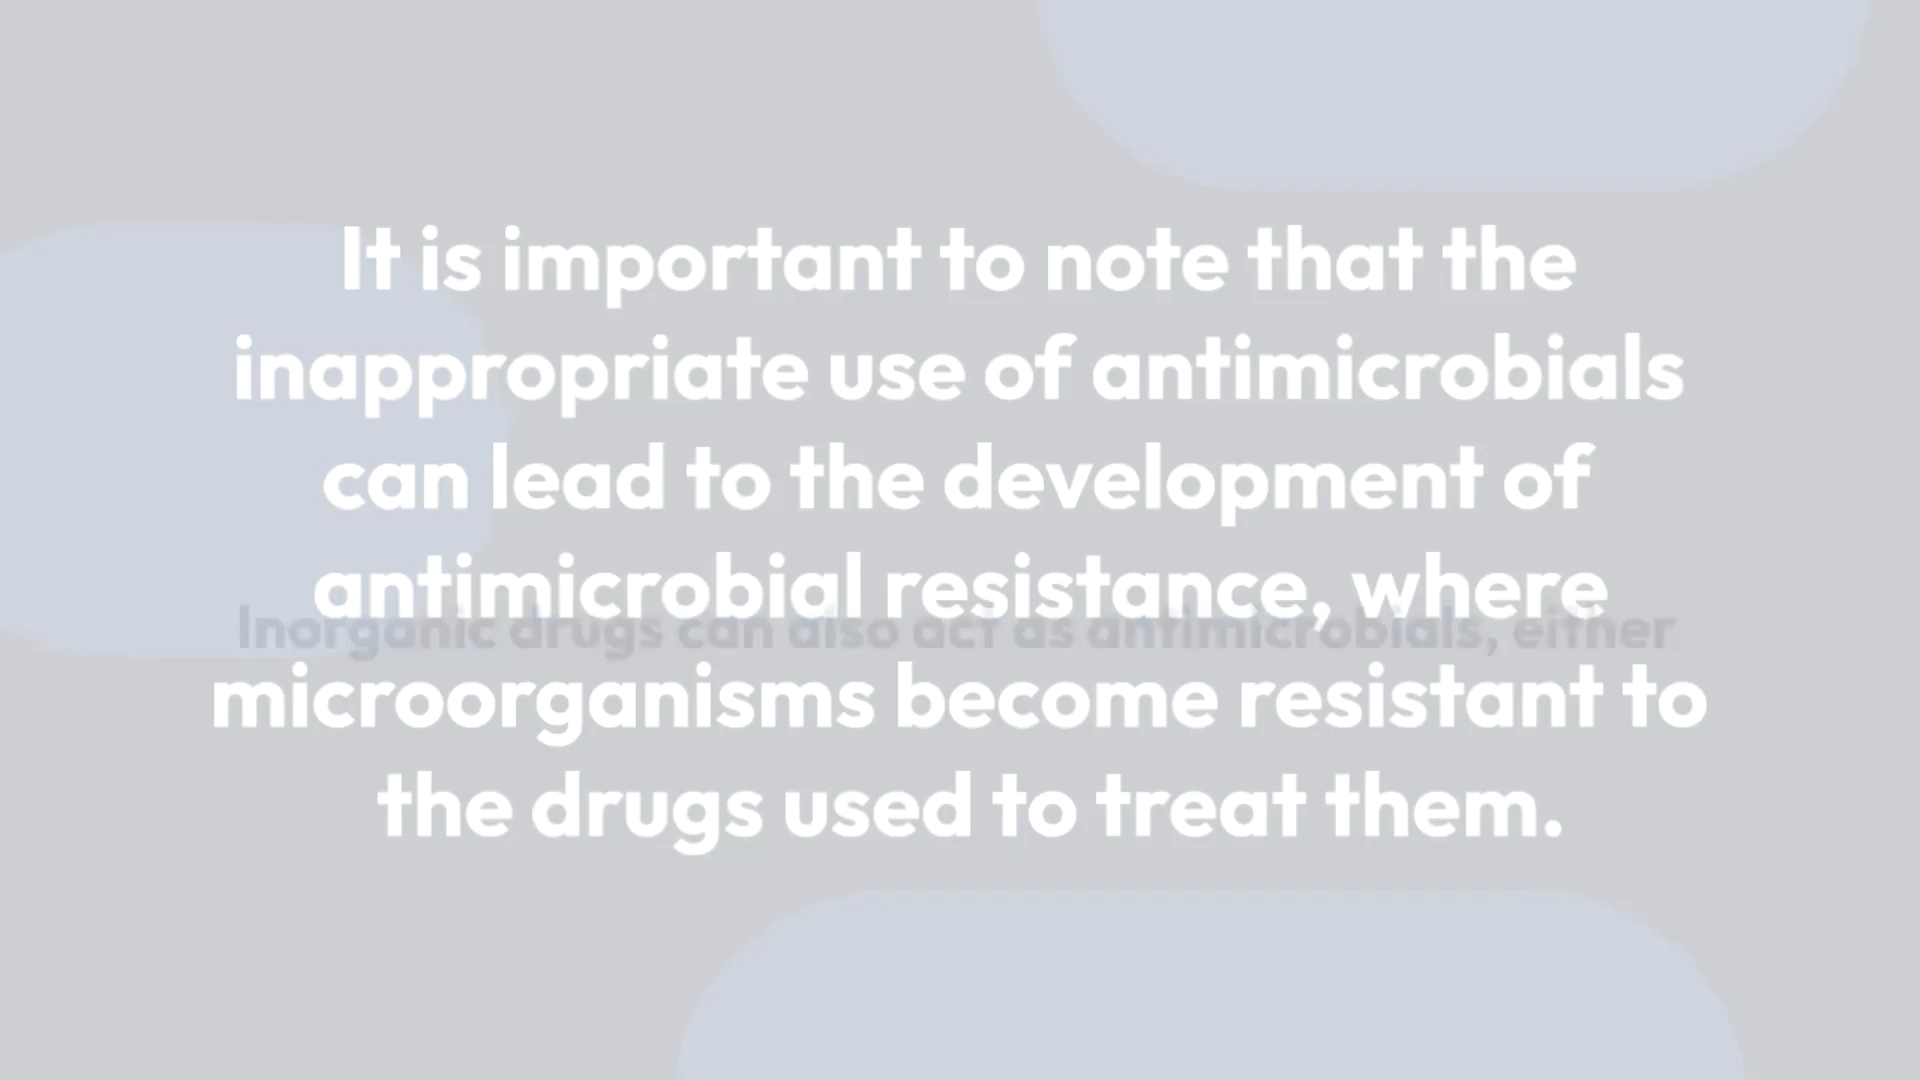 It is important to note that the
inappropriate use of antimicrobials
can lead to the development of
antimicrobial resistance, where
Inorganic drugs can also act as antimicrobials, either
microorganisms become resistant to
the drugs used to treat them.